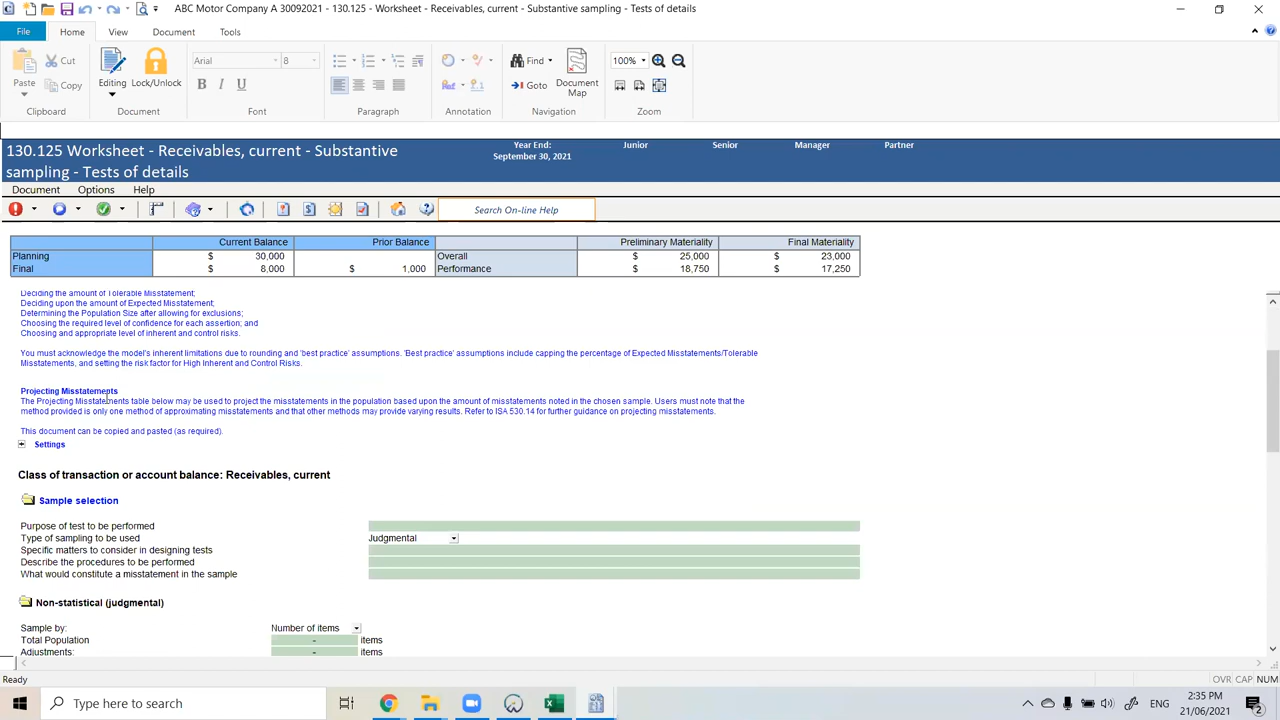 ABC Motor Company A 30092021 - 130.125 - Worksheet - Receivables, current - Substantive sampling - Tests of details
File Home View Document Tools
Paste
Cut
Copy
Clipboard
Editing Lock/Unlock
Document
Arial 8
B I U
Font
Paragraph
Annotation
Find
Goto
Document Map
Navigation
100%
Zoom
130.125 Worksheet - Receivables, current - Substantive
sampling - Tests of details
Year End:
September 30, 2021
Junior Senior Manager Partner
Document Options Help
Search On-line Help
Current Balance Prior Balance Preliminary Materiality Final Materiality
Planning $ 30,000 Overall $ 25,000 $ 23,000
Final $ 8,000 $ 1,000 Performance $ 18,750 $ 17,250
Deciding the amount of Tolerable Misstatement;
Deciding upon the amount of Expected Misstatement;
Determining the Population Size after allowing for exclusions;
Choosing the required level of confidence for each assertion; and
Choosing and appropriate level of inherent and control risks.
You must acknowledge the model's inherent limitations due to rounding and 'best practice' assumptions. 'Best practice' assumptions include capping the percentage of Expected Misstatements/Tolerable
Misstatements, and setting the risk factor for High Inherent and Control Risks.
Projecting Misstatements
The Projecting Misstatements table below may be used to project the misstatements in the population based upon the amount of misstatements noted in the chosen sample. Users must note that the
method provided is only one method of approximating misstatements and that other methods may provide varying results. Refer to ISA 530.14 for further guidance on projecting misstatements.
This document can be copied and pasted (as required).
Settings
Class of transaction or account balance: Receivables, current
Sample selection
Purpose of test to be performed
Type of sampling to be used Judgmental
Specific matters to consider in designing tests
Describe the procedures to be performed
What would constitute a misstatement in the sample
Non-statistical (judgmental)
Sample by: Number of items
Total Population - items
Adjustments: - items
Ready
OVR CAP NUM
Type here to search
ENG
2:35 PM
21/06/2021
2